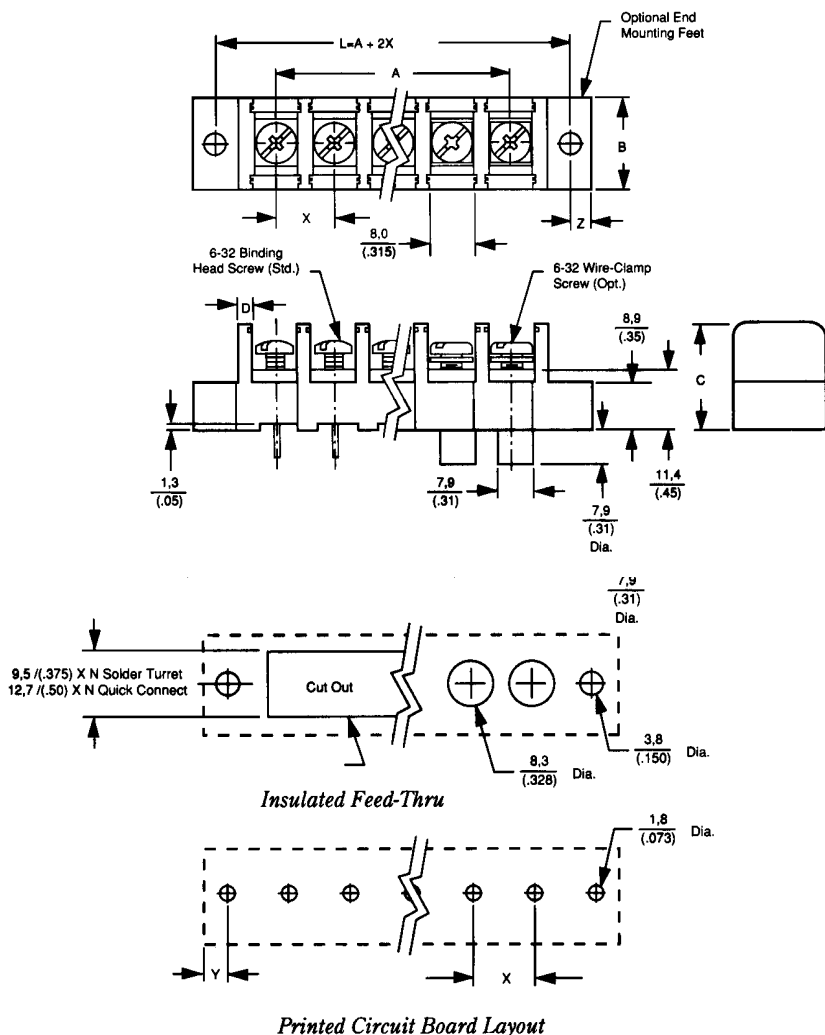 Optional End
Mounting Feet
L=A + 2X
A
B
X
Z
8,0
(.315)
6-32 Binding
Head Screw (Std.)
6-32 Wire-Clamp
Screw (Opt.)
D
8,9
(.35)
C
1,3
(.05)
7,9
(.31)
11,4
(.45)
7,9
(.31)
Dia.
7,9
(.31)
Dia.
9,5 /(.375) X N Solder Turret
12,7 /(.50) X N Quick Connect
Cut Out
3,8
(.150)
Dia.
8,3
(.328)
Dia.
Insulated Feed-Thru
1,8
(.073)
Dia.
Y
X
Printed Circuit Board Layout